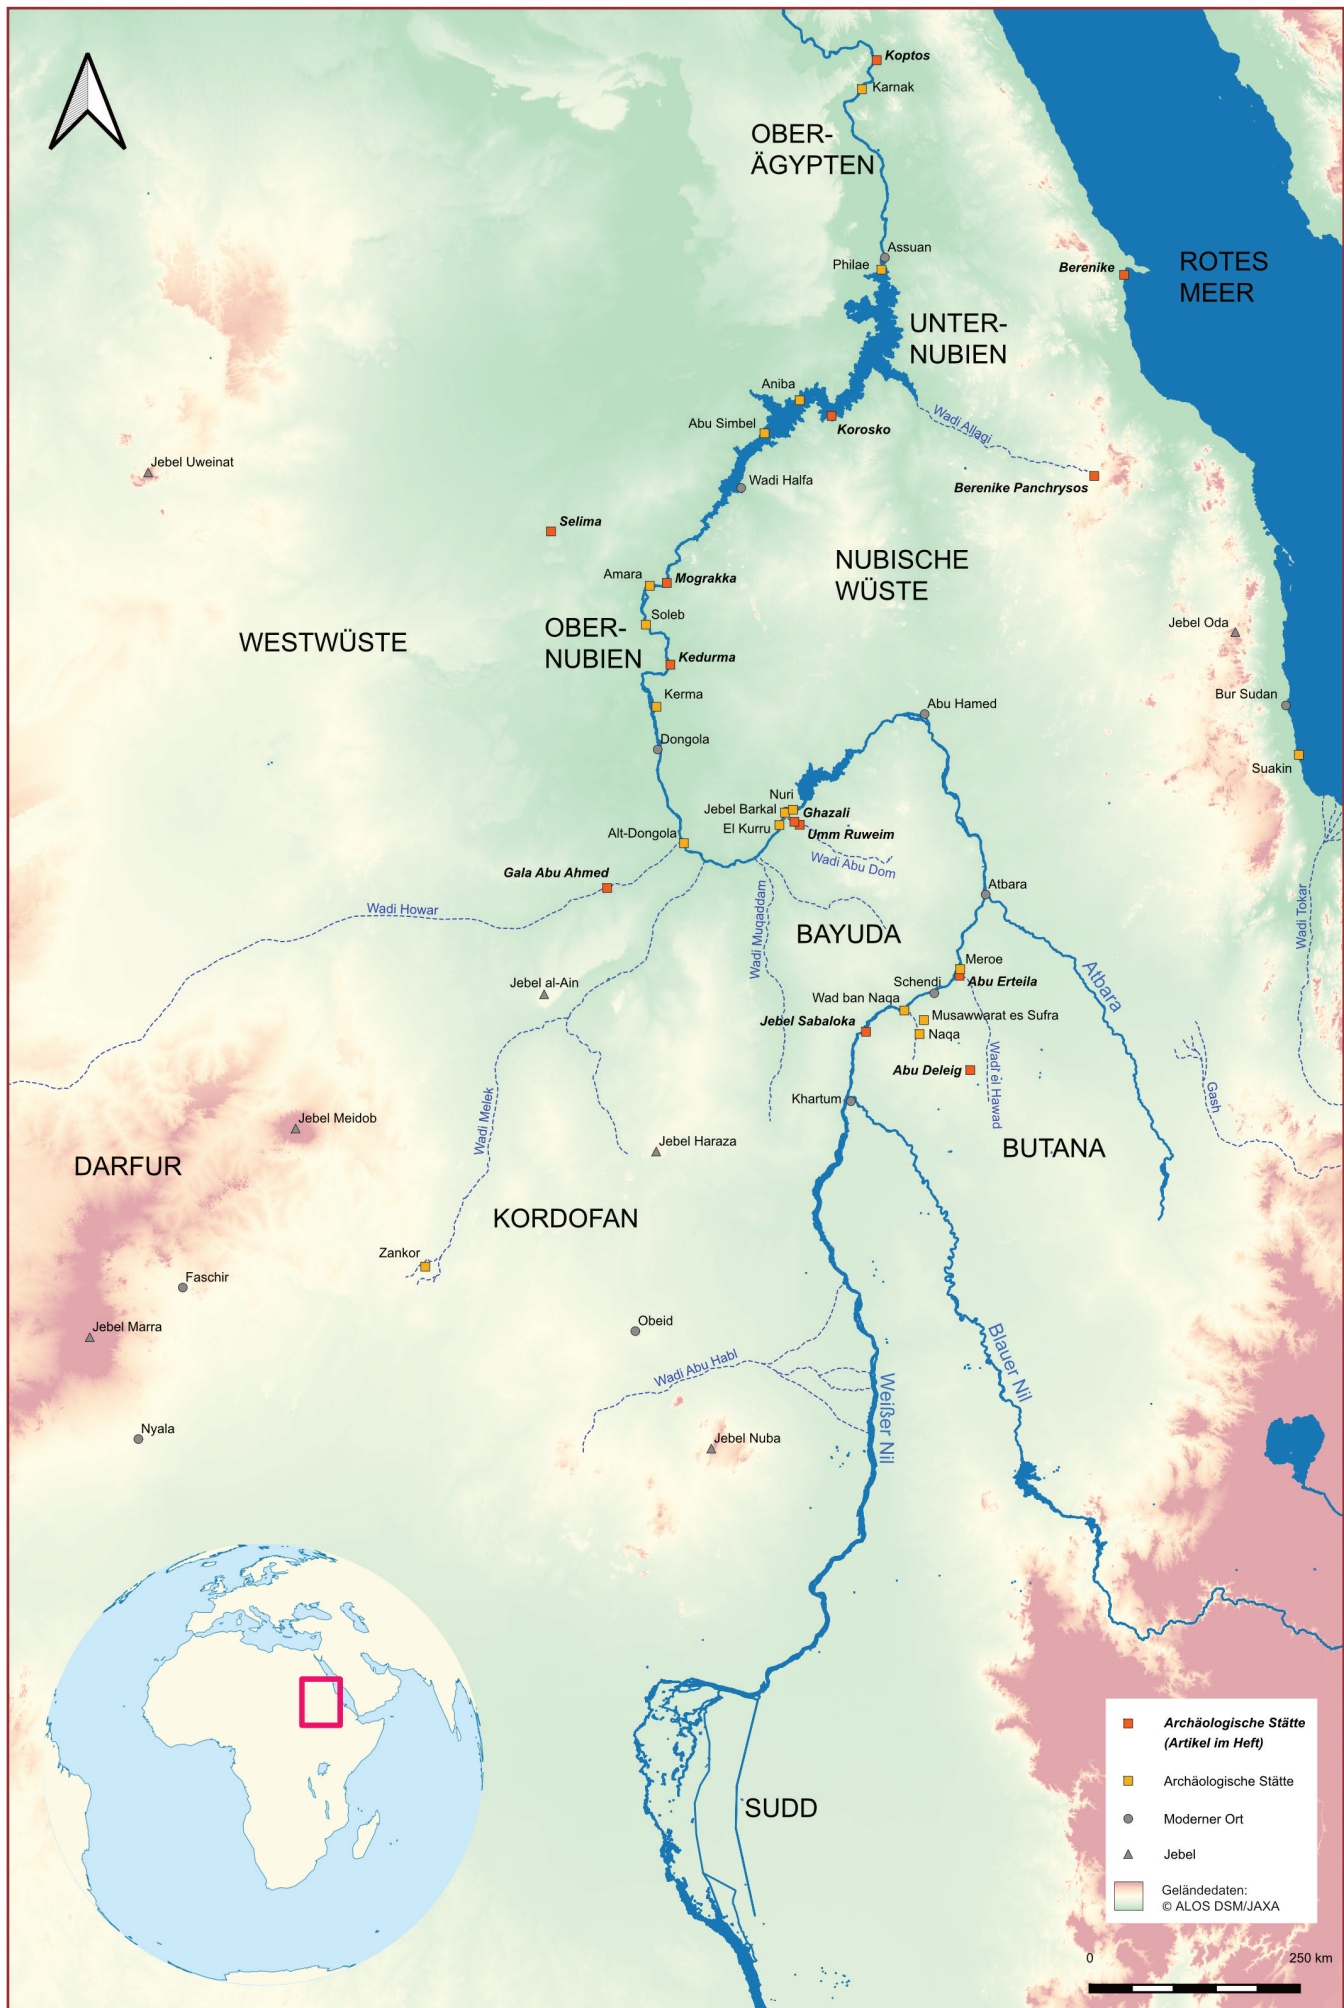 Koptos
Karnak
OBER-
ÄGYPTEN
Assuan
Philae
Berenike
ROTES
MEER
UNTER-
NUBIEN
Aniba
Abu Simbel
Korosko
Wadi Allaqi
Jebel Uweinat
Wadi Halfa
Berenike Panchrysos
Selima
NUBISCHE
WÜSTE
Amara
Mograkka
Soleb
Jebel Oda
WESTWÜSTE
OBER-
NUBIEN
Kedurma
Kerma
Bur Sudan
Abu Hamed
Dongola
Suakin
Nuri
Jebel Barkal
Ghazali
El Kurru
Umm Ruweim
Alt-Dongola
Wadi Abu Dom
Gala Abu Ahmed
Atbara
Wadi Howar
Wadi Muqaddam
Wadi Tokar
BAYUDA
Meroe
Abu Erteila
Atbara
Jebel al-Ain
Schendi
Wad ban Naqa
Musawwarat es Sufra
Jebel Sabaloka
Naqa
Abu Deleig
Wadi el Hawad
Khartum
Gash
Wadi Melek
Jebel Meidob
Jebel Haraza
BUTANA
DARFUR
KORDOFAN
Zankor
Faschir
Jebel Marra
Obeid
Blauer Nil
Wadi Abu Habl
Weißer Nil
Nyala
Jebel Nuba
SUDD
Archäologische Stätte
(Artikel im Heft)
Archäologische Stätte
Moderner Ort
Jebel
Geländedaten:
© ALOS DSM/JAXA
0
250 km